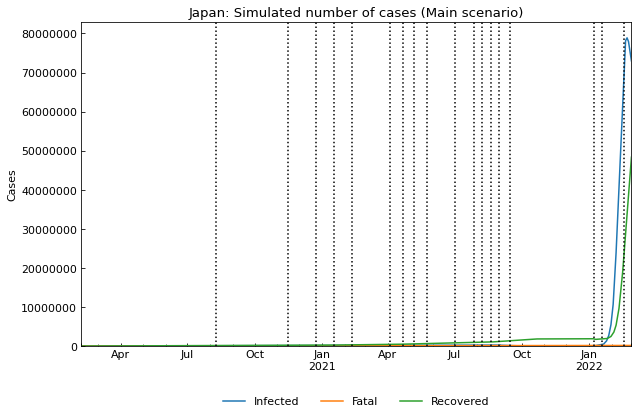 Japan: Simulated number of cases (Main scenario)
80000000
70000000
60000000
50000000
40000000
30000000
20000000
10000000
0
Cases
Apr Jul Oct Jan Apr Jul Oct Jan
2021 2022
Infected Fatal Recovered